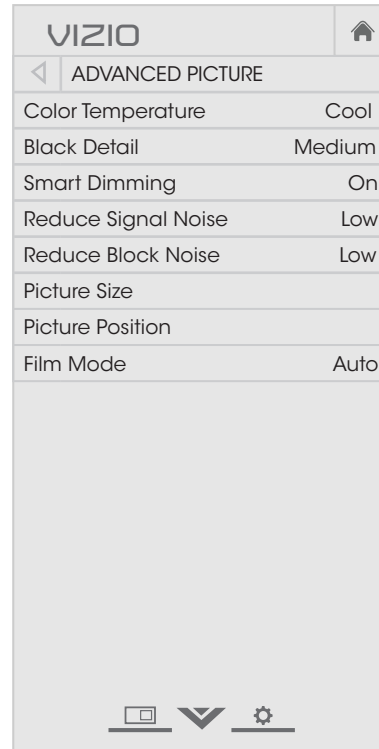 VIZIO
ADVANCED PICTURE
Color Temperature Cool
Black Detail Medium
Smart Dimming On
Reduce Signal Noise Low
Reduce Block Noise Low
Picture Size
Picture Position
Film Mode Auto